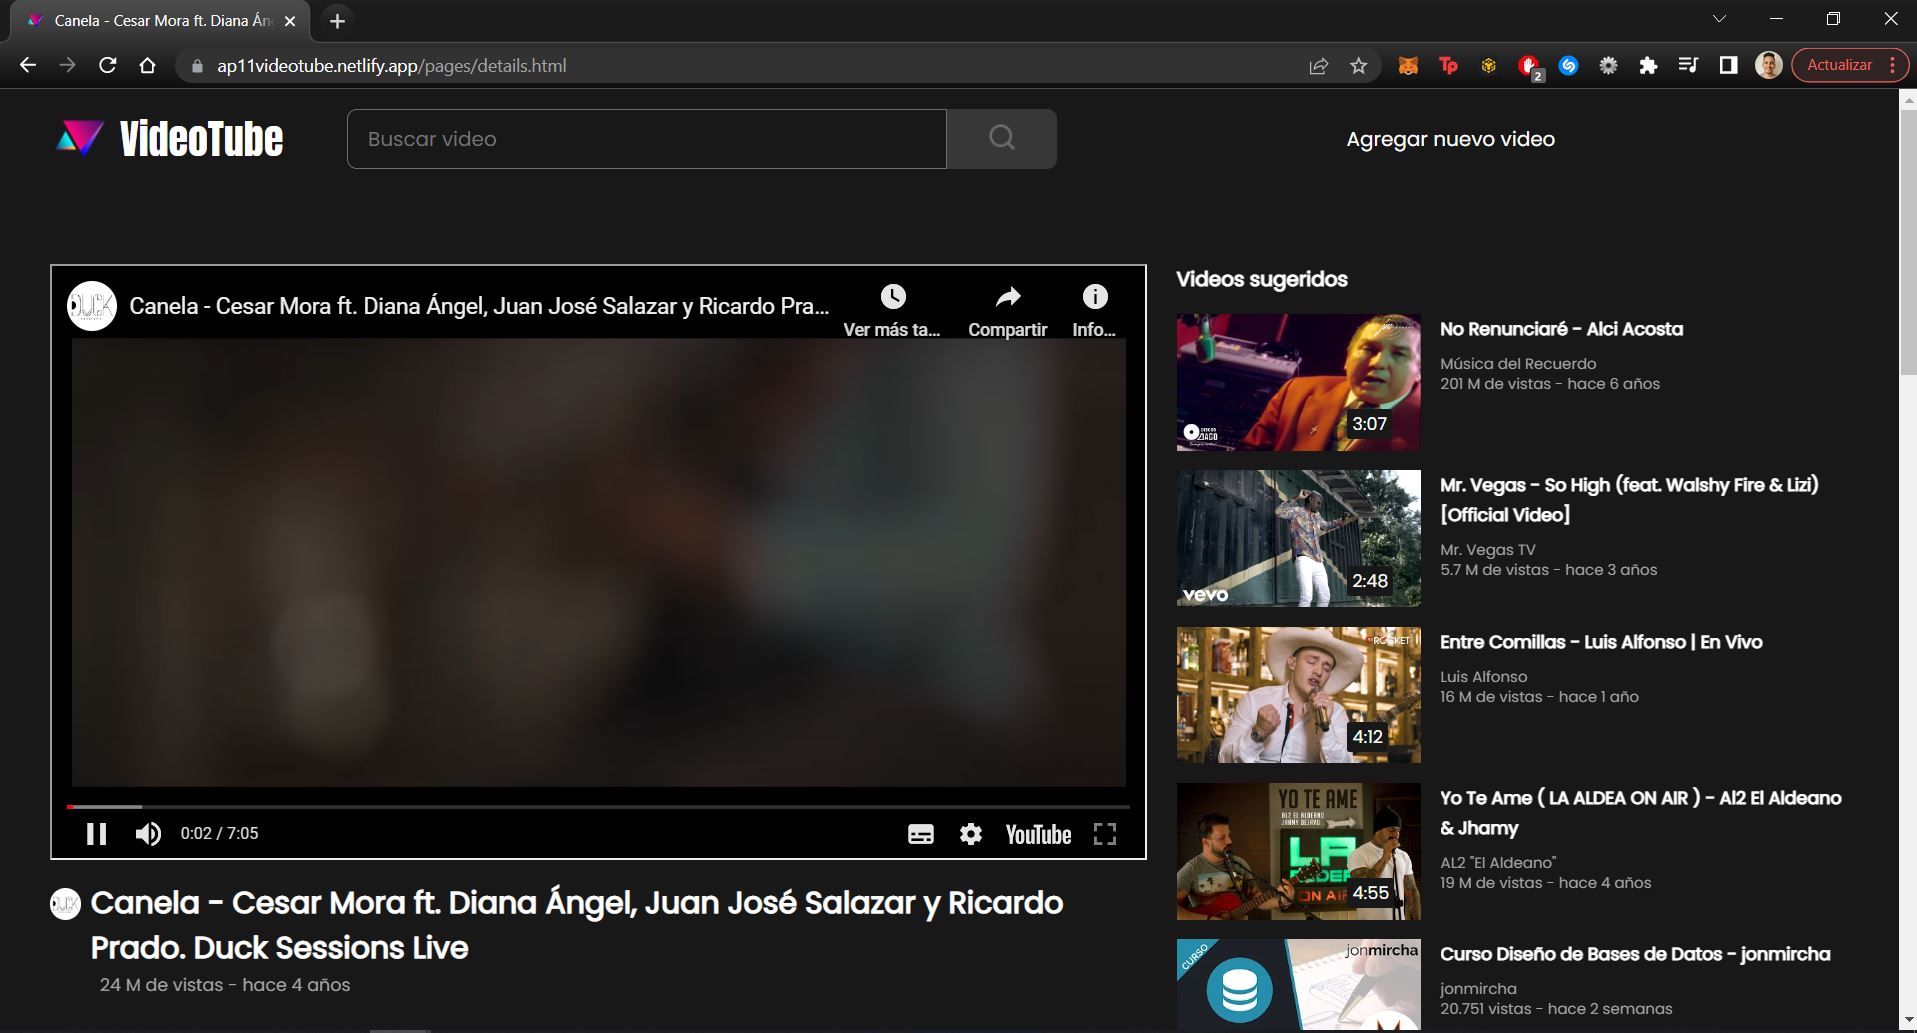 Canela - Cesar Mora ft. Diana Án
ap11videotube.netlify.app/pages/details.html
Tp
2
Actualizar
VideoTube
Buscar video
Agregar nuevo video
DUCK
Canela - Cesar Mora ft. Diana Ángel, Juan José Salazar y Ricardo Pra...
Ver más ta...
Compartir
Info...
0:02 / 7:05
YouTube
Canela - Cesar Mora ft. Diana Ángel, Juan José Salazar y Ricardo
Prado. Duck Sessions Live
24 M de vistas - hace 4 años
Videos sugeridos
3:07
No Renunciaré - Alci Acosta
Música del Recuerdo
201 M de vistas - hace 6 años
vevo
2:48
Mr. Vegas - So High (feat. Walshy Fire & Lizi)
[Official Video]
Mr. Vegas TV
5.7 M de vistas - hace 3 años
ROCKET
4:12
Entre Comillas - Luis Alfonso | En Vivo
Luis Alfonso
16 M de vistas - hace 1 año
YO TE AME
AL2 EL ALDEANO
LA
ON AIR
4:55
Yo Te Ame ( LA ALDEA ON AIR ) - Al2 El Aldeano
& Jhamy
AL2 "El Aldeano"
19 M de vistas - hace 4 años
CURSO
jonmircha
Curso Diseño de Bases de Datos - jonmircha
jonmircha
20.751 vistas - hace 2 semanas